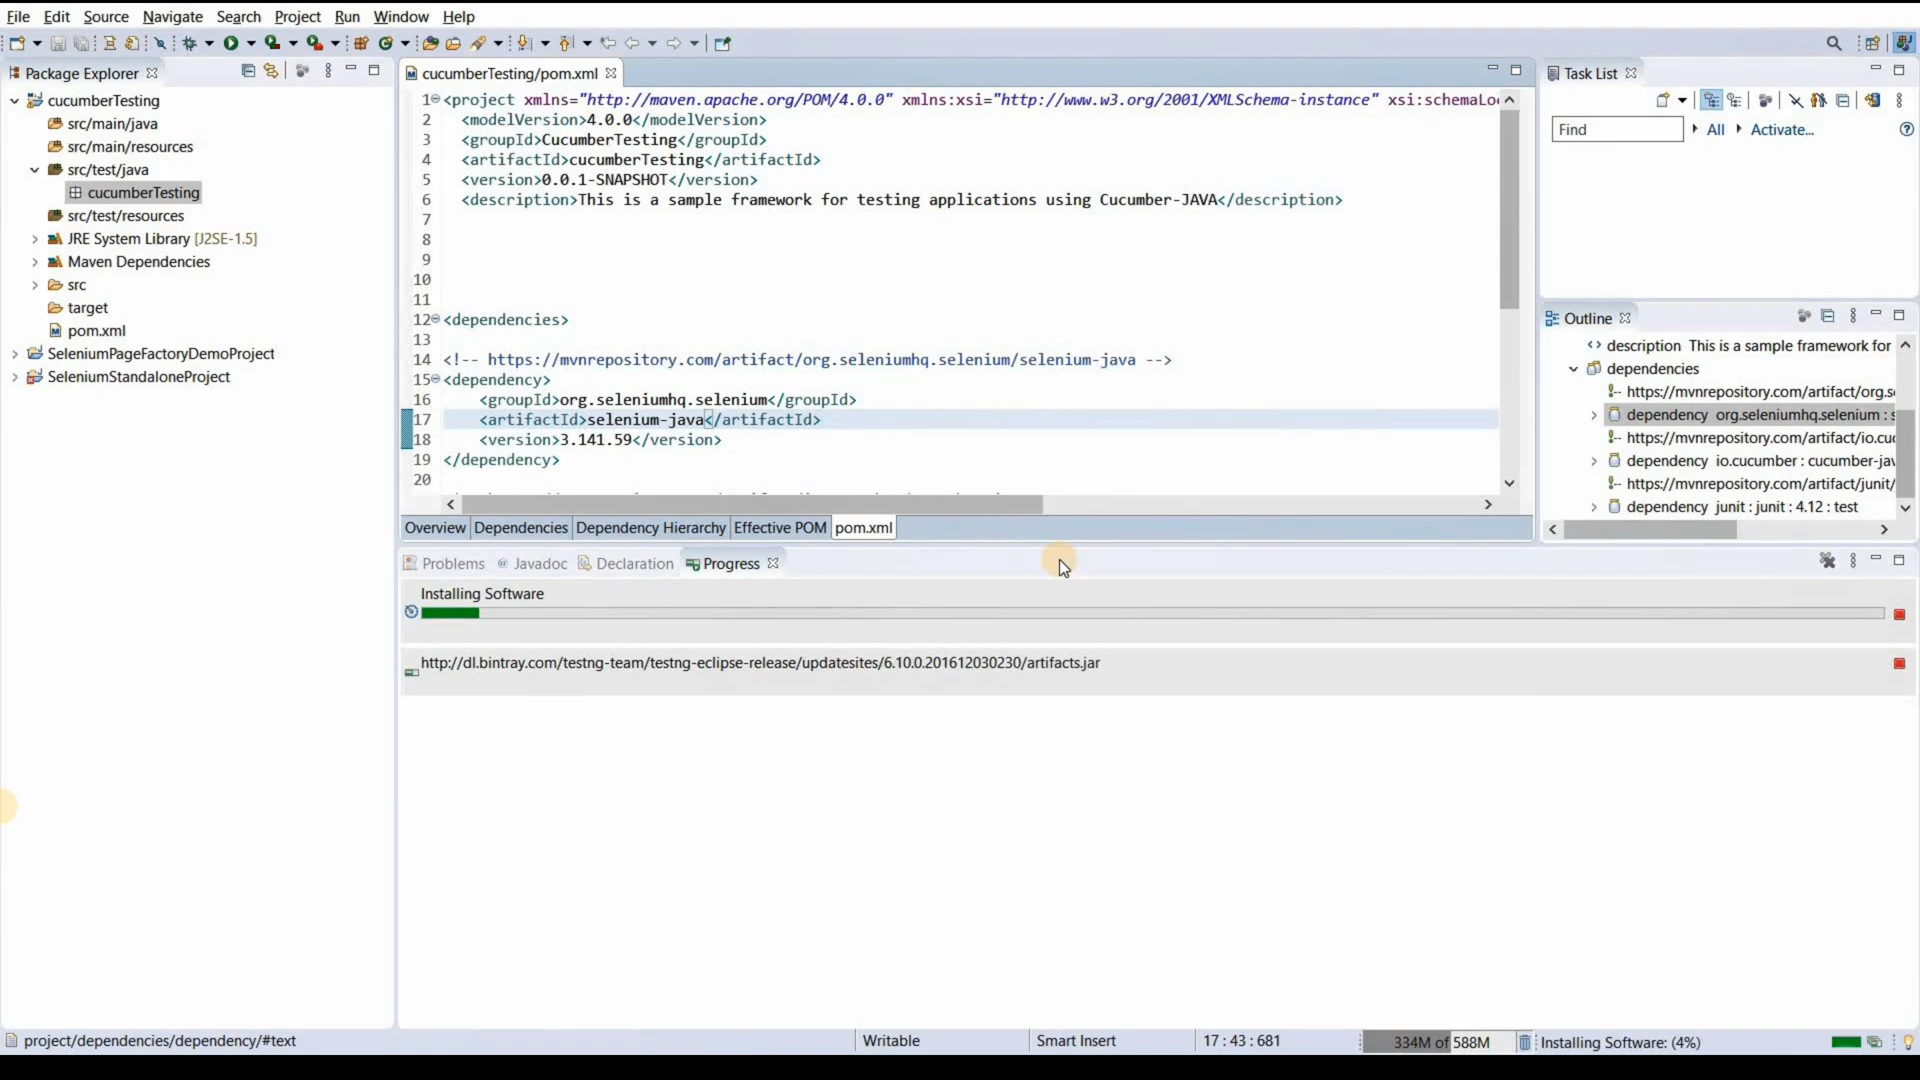 File Edit Source Navigate Search Project Run Window Help
Package Explorer
cucumberTesting
src/main/java
src/main/resources
src/test/java
cucumberTesting
src/test/resources
JRE System Library [J2SE-1.5]
Maven Dependencies
src
target
pom.xml
SeleniumPageFactoryDemoProject
SeleniumStandaloneProject
cucumberTesting/pom.xml
1 <project xmlns="http://maven.apache.org/POM/4.0.0" xmlns:xsi="http://www.w3.org/2001/XMLSchema-instance" xsi:schemaLo
2 <modelVersion>4.0.0</modelVersion>
3 <groupId>CucumberTesting</groupId>
4 <artifactId>cucumberTesting</artifactId>
5 <version>0.0.1-SNAPSHOT</version>
6 <description>This is a sample framework for testing applications using Cucumber-JAVA</description>
7
8
9
10
11
12 <dependencies>
13
14 <!-- https://mvnrepository.com/artifact/org.seleniumhq.selenium/selenium-java -->
15 <dependency>
16 <groupId>org.seleniumhq.selenium</groupId>
17 <artifactId>selenium-java</artifactId>
18 <version>3.141.59</version>
19 </dependency>
20
Overview Dependencies Dependency Hierarchy Effective POM pom.xml
Task List
Find All Activate...
Outline
<> description This is a sample framework for
dependencies
https://mvnrepository.com/artifact/org.s
dependency org.seleniumhq.selenium : s
https://mvnrepository.com/artifact/io.cu
dependency io.cucumber : cucumber-jav
https://mvnrepository.com/artifact/junit/
dependency junit : junit : 4.12 : test
Problems @ Javadoc Declaration Progress
Installing Software
http://dl.bintray.com/testng-team/testng-eclipse-release/updatesites/6.10.0.201612030230/artifacts.jar
project/dependencies/dependency/#text Writable Smart Insert 17 : 43 : 681 334M of 588M Installing Software: (4%)